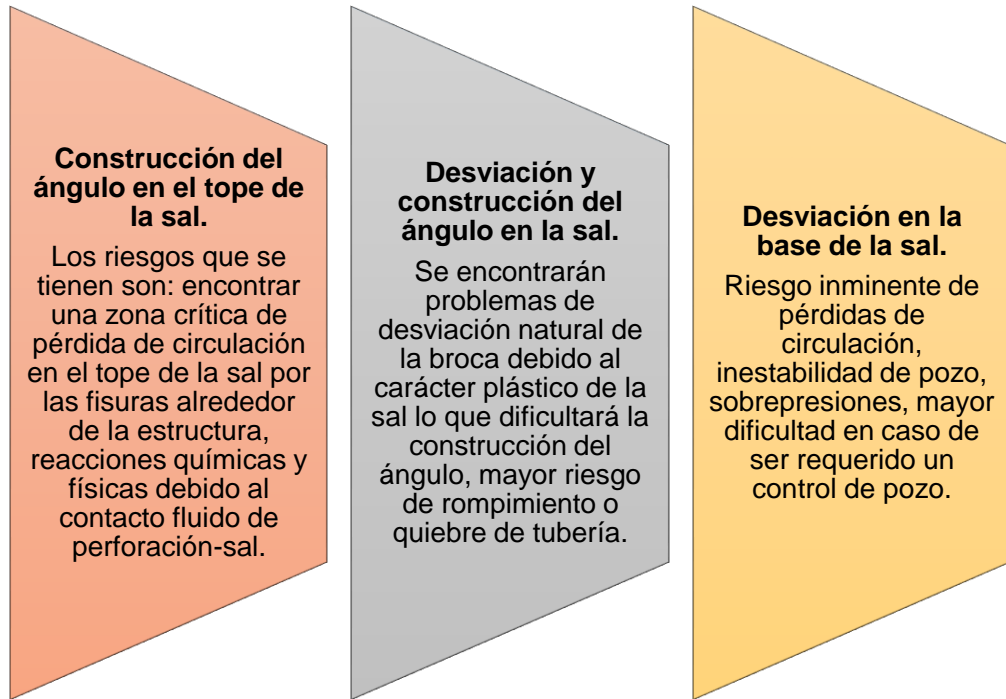 Construcción del
ángulo en el tope de
la sal.
Los riesgos que se
tienen son: encontrar
una zona crítica de
pérdida de circulación
en el tope de la sal por
las fisuras alrededor
de la estructura,
reacciones químicas y
físicas debido al
contacto fluido de
perforación-sal.
Desviación y
construcción del
ángulo en la sal.
Se encontrarán
problemas de
desviación natural de
la broca debido al
carácter plástico de la
sal lo que dificultará la
construcción del
ángulo, mayor riesgo
de rompimiento o
quiebre de tubería.
Desviación en la
base de la sal.
Riesgo inminente de
pérdidas de
circulación,
inestabilidad de pozo,
sobrepresiones, mayor
dificultad en caso de
ser requerido un
control de pozo.